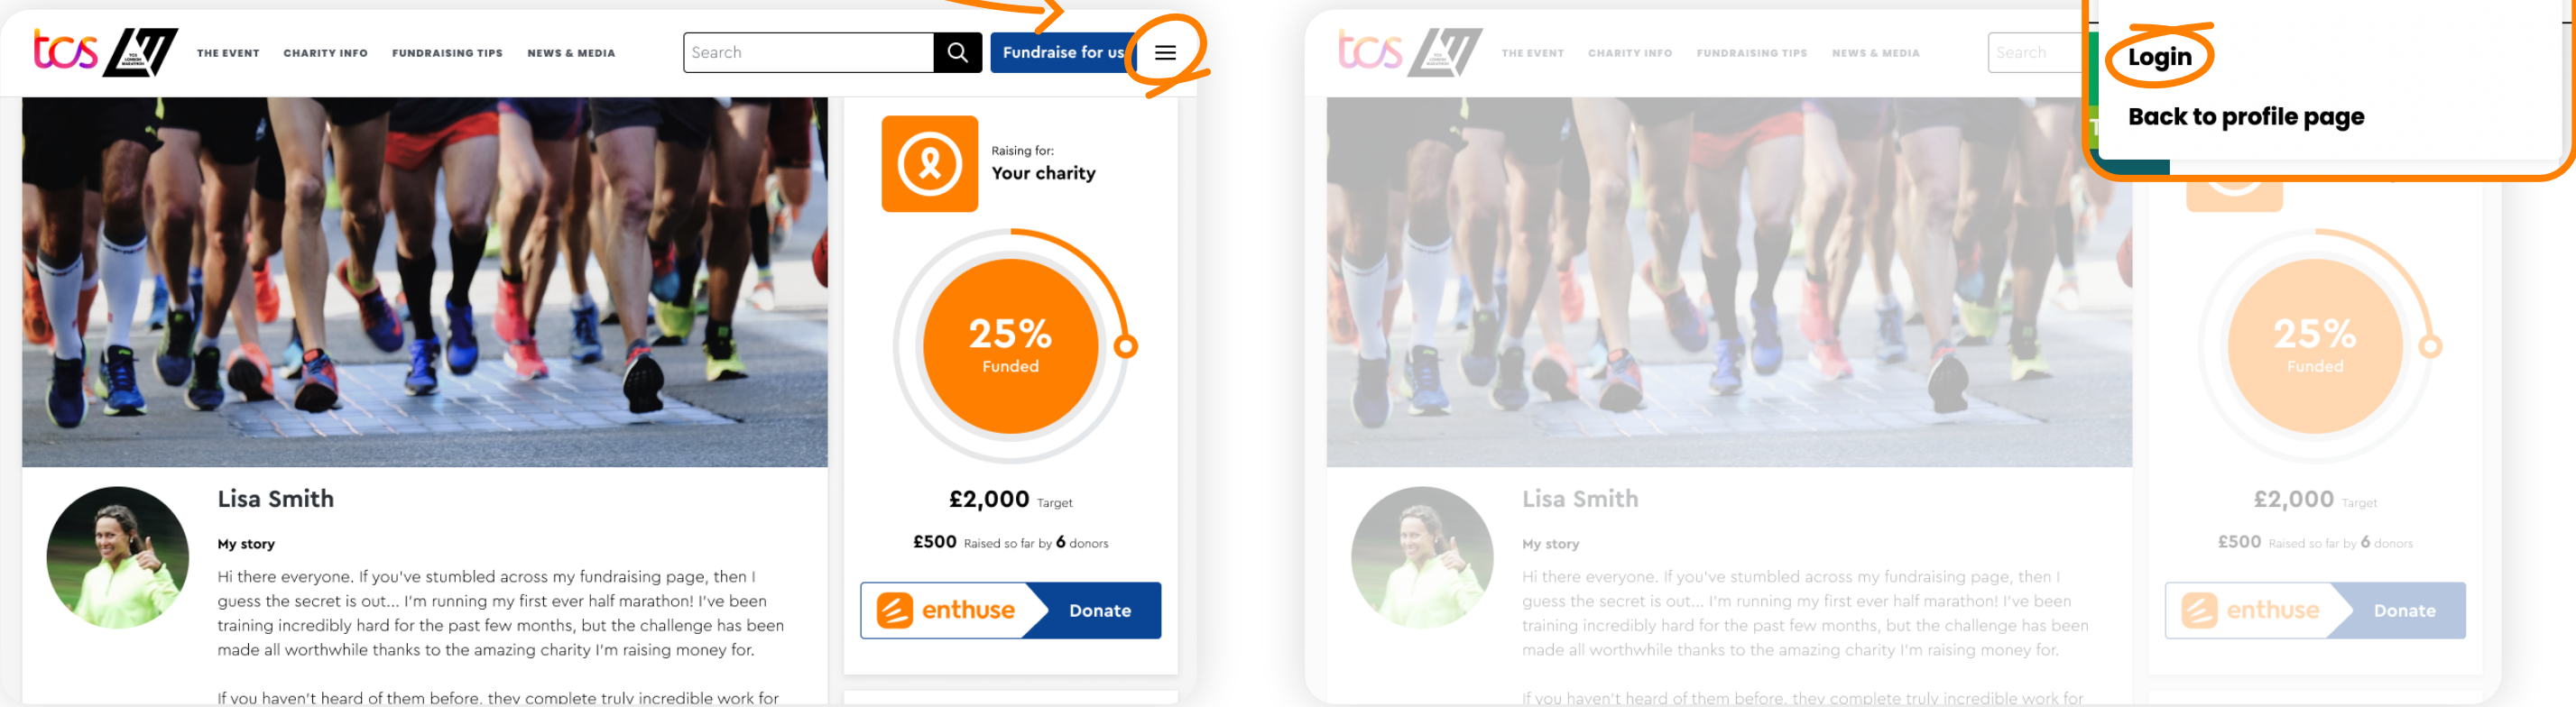 tcs
THE EVENT CHARITY INFO FUNDRAISING TIPS NEWS & MEDIA
Search
Fundraise for us
Raising for:
Your charity
25%
Funded
£2,000 Target
£500 Raised so far by 6 donors
enthuse Donate
Lisa Smith
My story
Hi there everyone. If you've stumbled across my fundraising page, then I
guess the secret is out... I'm running my first ever half marathon! I've been
training incredibly hard for the past few months, but the challenge has been
made all worthwhile thanks to the amazing charity I'm raising money for.
If you haven't heard of them before, they complete truly incredible work for
tcs
THE EVENT CHARITY INFO FUNDRAISING TIPS NEWS & MEDIA
Search
Login
Back to profile page
25%
Funded
£2,000 Target
£500 Raised so far by 6 donors
enthuse Donate
Lisa Smith
My story
Hi there everyone. If you've stumbled across my fundraising page, then I
guess the secret is out... I'm running my first ever half marathon! I've been
training incredibly hard for the past few months, but the challenge has been
made all worthwhile thanks to the amazing charity I'm raising money for.
If you haven't heard of them before, they complete truly incredible work for